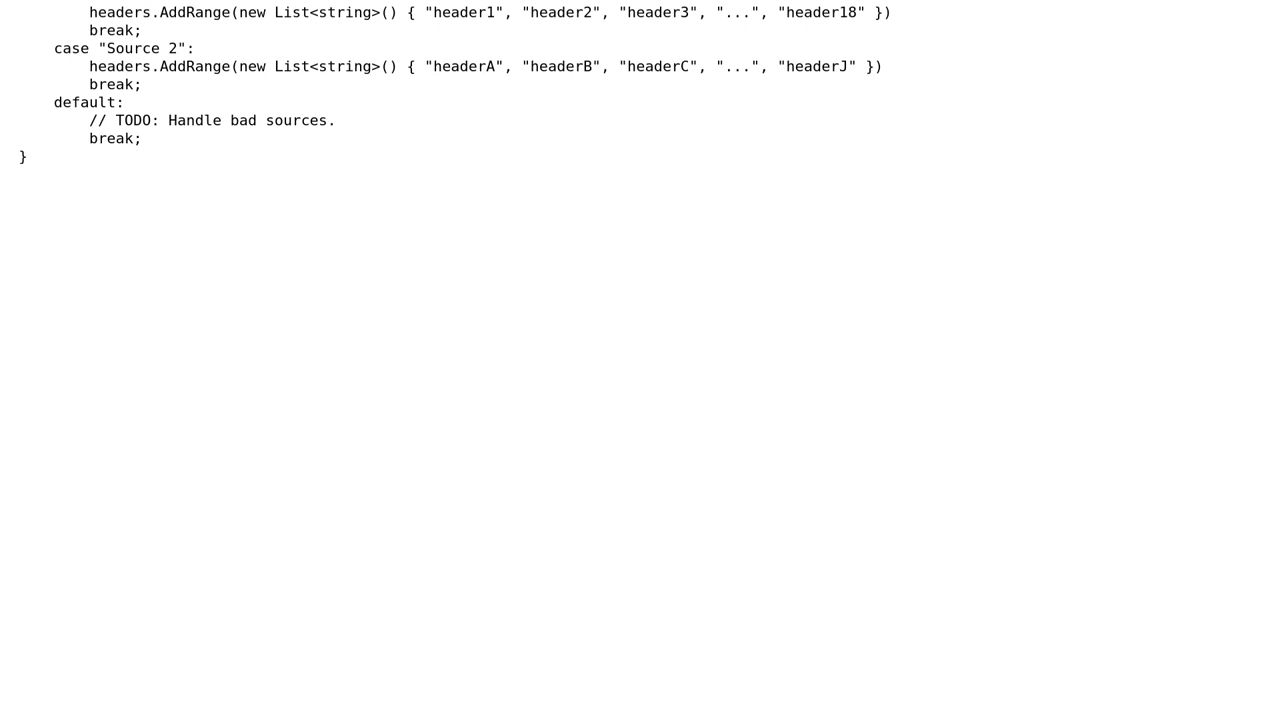 headers.AddRange(new List<string>() { "header1", "header2", "header3", "...", "header18" })
break;
case "Source 2":
headers.AddRange(new List<string>() { "headerA", "headerB", "headerC", "...", "headerJ" })
break;
default:
// TODO: Handle bad sources.
break;
}